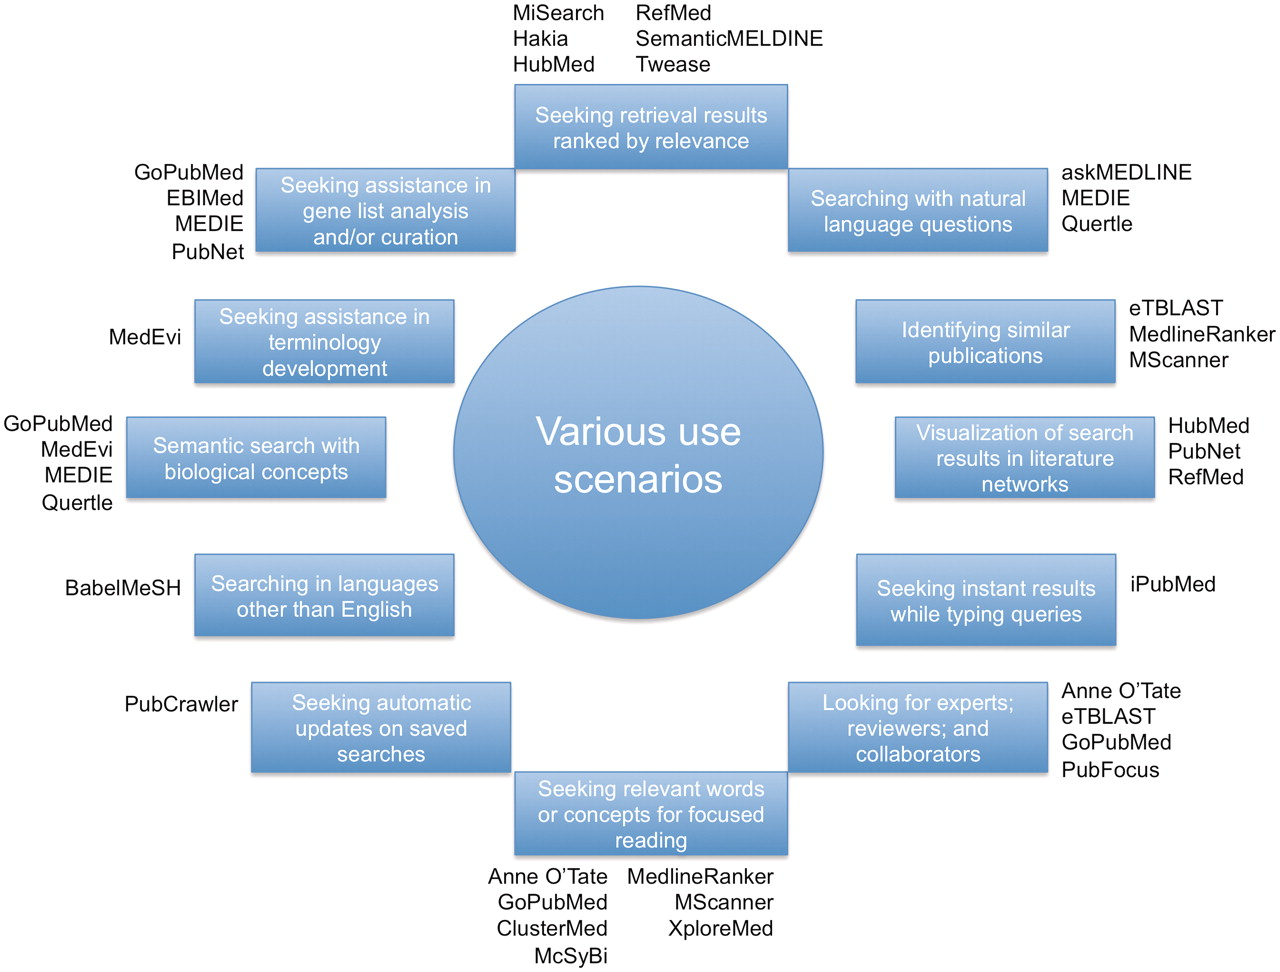 MiSearch RefMed
Hakia SemanticMELDINE
HubMed Twease
Seeking retrieval results
ranked by relevance
GoPubMed
EBIMed
MEDIE
PubNet
Seeking assistance in
gene list analysis
and/or curation
Searching with natural
language questions
askMEDLINE
MEDIE
Quertle
MedEvi
Seeking assistance in
terminology
development
Identifying similar
publications
eTBLAST
MedlineRanker
MScanner
GoPubMed
MedEvi
MEDIE
Quertle
Semantic search with
biological concepts
Various use
scenarios
Visualization of search
results in literature
networks
HubMed
PubNet
RefMed
BabelMeSH
Searching in languages
other than English
Seeking instant results
while typing queries
iPubMed
PubCrawler
Seeking automatic
updates on saved
searches
Looking for experts;
reviewers; and
collaborators
Anne O’Tate
eTBLAST
GoPubMed
PubFocus
Seeking relevant words
or concepts for focused
reading
Anne O’Tate MedlineRanker
GoPubMed MScanner
ClusterMed XploreMed
McSyBi